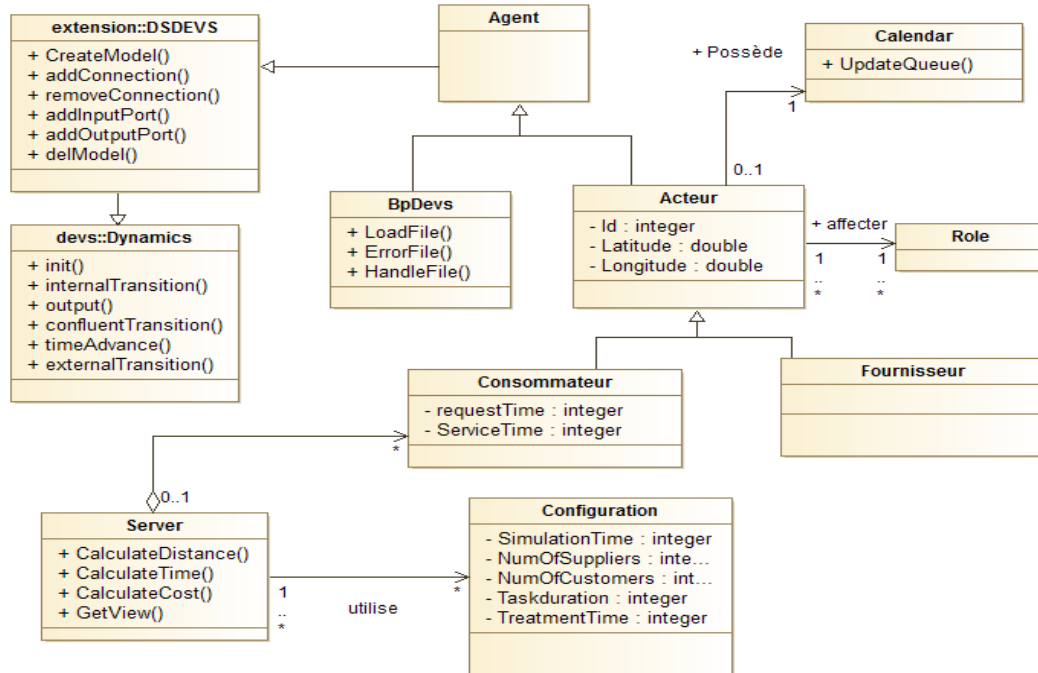 extension::DSDEVS
+ CreateModel()
+ addConnection()
+ removeConnection()
+ addInputPort()
+ addOutputPort()
+ delModel()
Agent
+ Possède
Calendar
+ UpdateQueue()
1
0..1
devs::Dynamics
+ init()
+ internalTransition()
+ output()
+ confluentTransition()
+ timeAdvance()
+ externalTransition()
BpDevs
+ LoadFile()
+ ErrorFile()
+ HandleFile()
Acteur
- Id : integer
- Latitude : double
- Longitude : double
+ affecter
1
..
*
1
..
*
Role
Consommateur
- requestTime : integer
- ServiceTime : integer
Fournisseur
*
0..1
Server
+ CalculateDistance()
+ CalculateTime()
+ CalculateCost()
+ GetView()
1
..
*
utilise
*
Configuration
- SimulationTime : integer
- NumOfSuppliers : inte...
- NumOfCustomers : int...
- Taskduration : integer
- TreatmentTime : integer